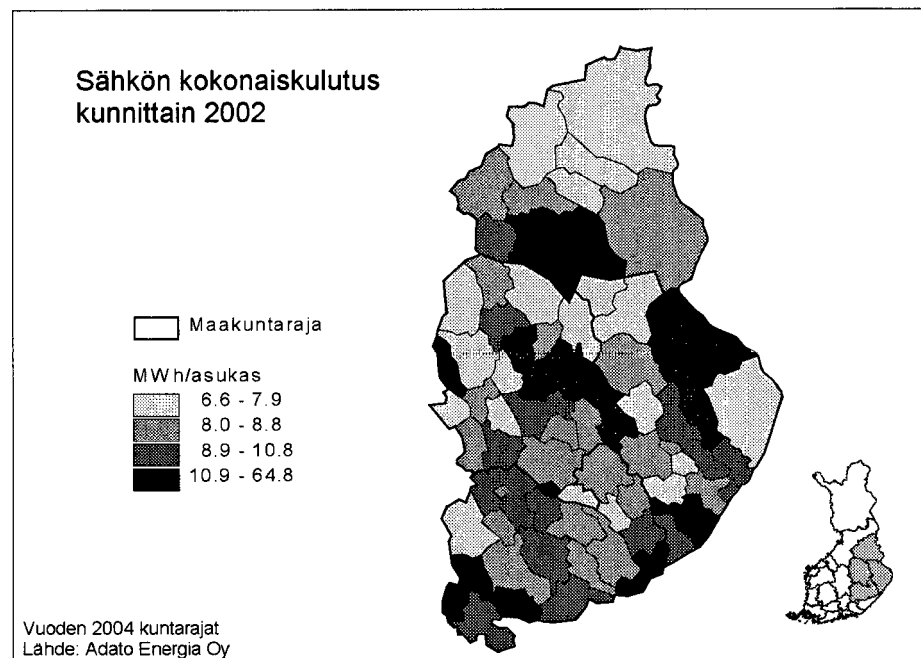 Sähkön kokonaiskulutus
kunnittain 2002
Maakuntaraja
MWh/asukas
6.6 - 7.9
8.0 - 8.8
8.9 - 10.8
10.9 - 64.8
Vuoden 2004 kuntarajat
Lähde: Adato Energia Oy